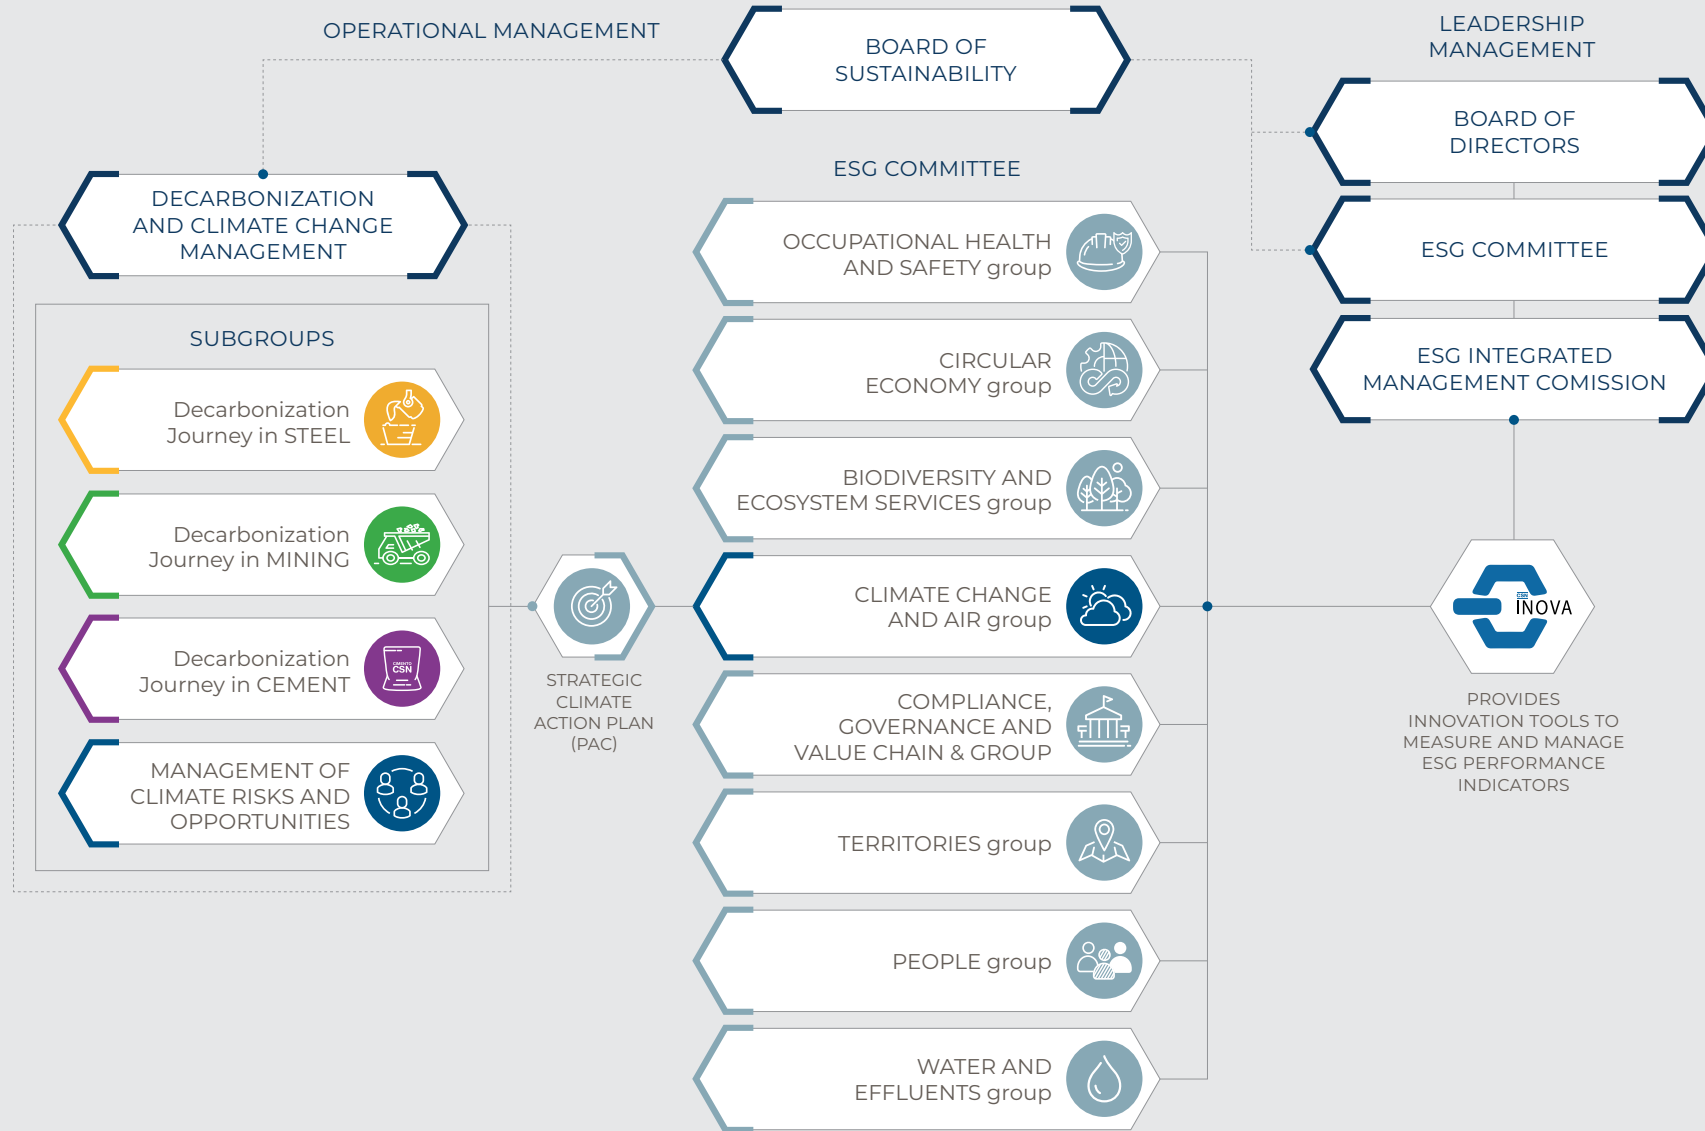 OPERATIONAL MANAGEMENT
BOARD OF
SUSTAINABILITY
LEADERSHIP
MANAGEMENT
BOARD OF
DIRECTORS
ESG COMMITTEE
ESG INTEGRATED
MANAGEMENT COMISSION
DECARBONIZATION
AND CLIMATE CHANGE
MANAGEMENT
SUBGROUPS
Decarbonization
Journey in STEEL
Decarbonization
Journey in MINING
Decarbonization
Journey in CEMENT
CIMENTO
CSN
MANAGEMENT OF
CLIMATE RISKS AND
OPPORTUNITIES
STRATEGIC
CLIMATE
ACTION PLAN
(PAC)
ESG COMMITTEE
OCCUPATIONAL HEALTH
AND SAFETY group
CIRCULAR
ECONOMY group
BIODIVERSITY AND
ECOSYSTEM SERVICES group
CLIMATE CHANGE
AND AIR group
COMPLIANCE,
GOVERNANCE AND
VALUE CHAIN & GROUP
TERRITORIES group
PEOPLE group
WATER AND
EFFLUENTS group
CSN
INOVA
PROVIDES
INNOVATION TOOLS TO
MEASURE AND MANAGE
ESG PERFORMANCE
INDICATORS